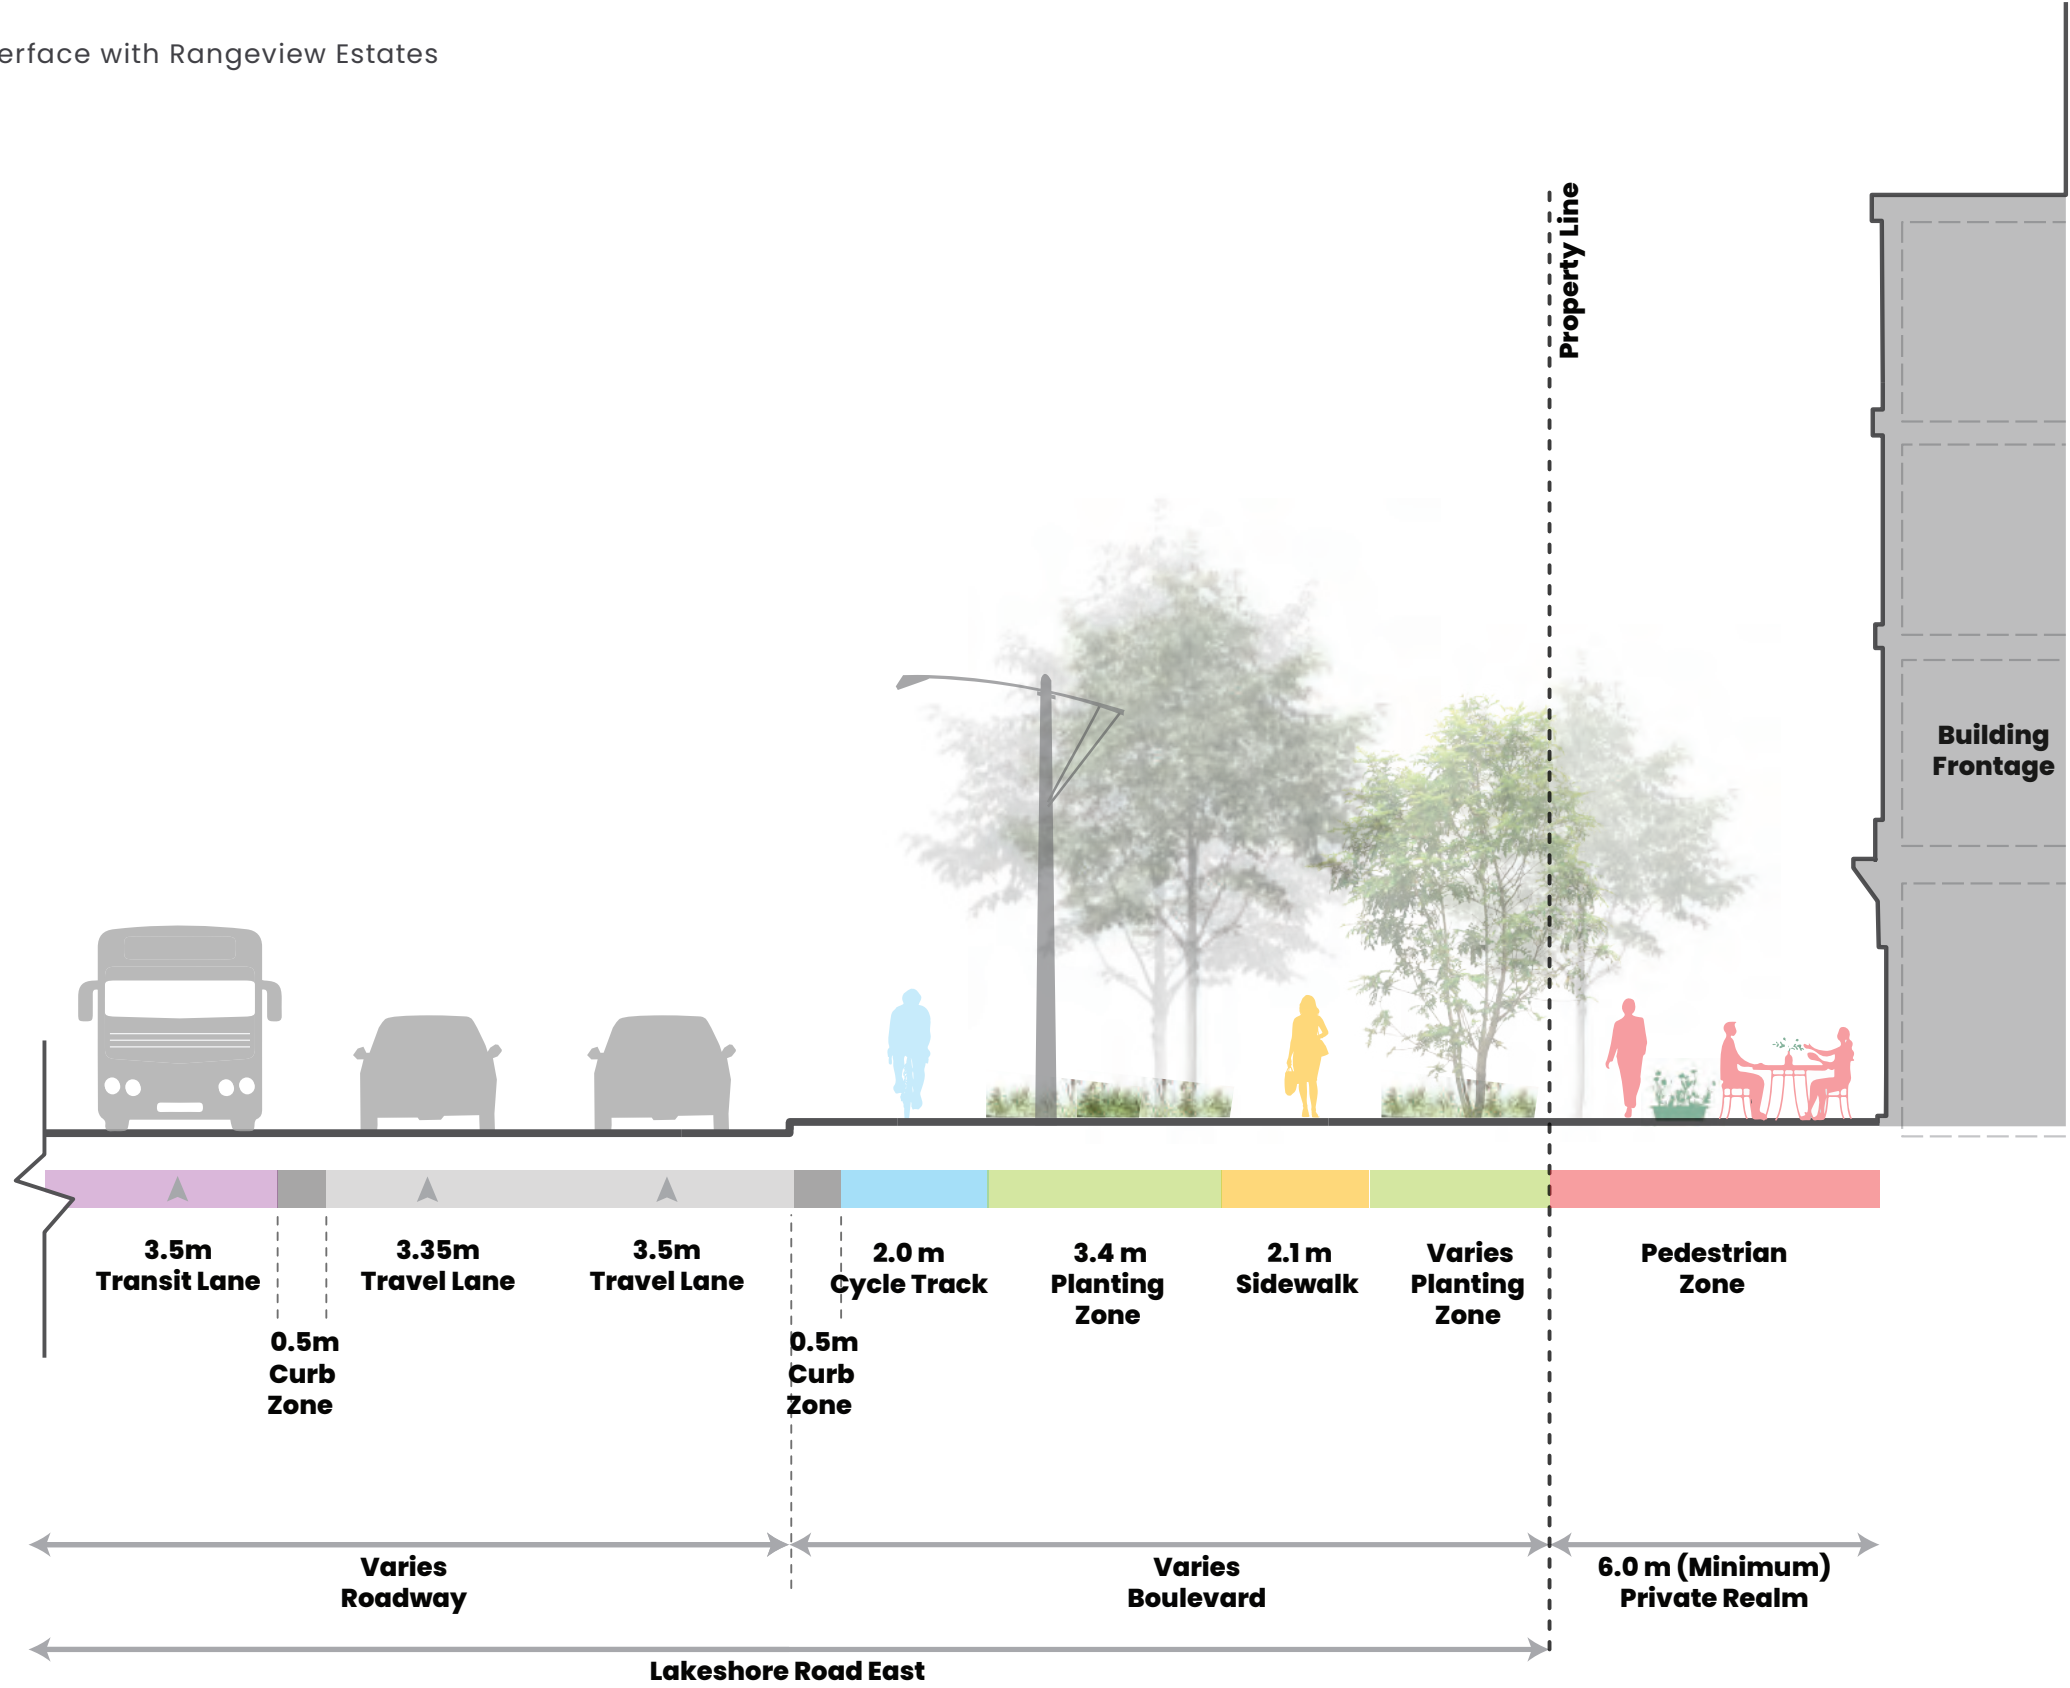 erface with Rangeview Estates
Property Line
Building
Frontage
3.5m
Transit Lane
0.5m
Curb
Zone
3.35m
Travel Lane
3.5m
Travel Lane
0.5m
Curb
Zone
2.0 m
Cycle Track
3.4 m
Planting
Zone
2.1 m
Sidewalk
Varies
Planting
Zone
Pedestrian
Zone
Varies
Roadway
Varies
Boulevard
6.0 m (Minimum)
Private Realm
Lakeshore Road East